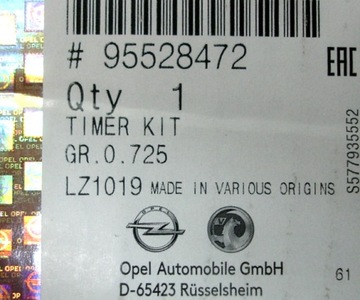 # 95528472
EAC
Qty 1
TIMER KIT
GR.0.725
LZ1019 MADE IN VARIOUS ORIGINS
S577935552
Opel Automobile GmbH
D-65423 Rüsselsheim
61